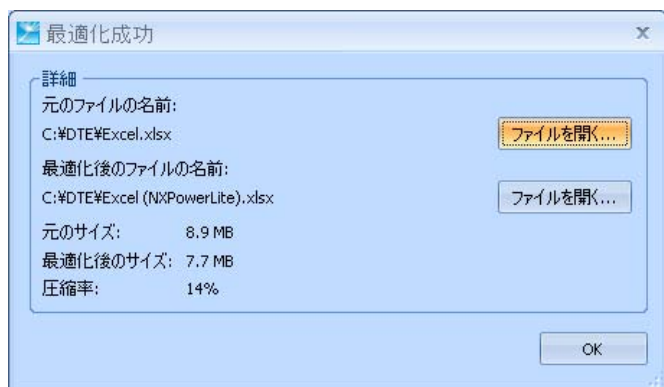 最適化成功
詳細
元のファイルの名前:
C:¥DTE¥Excel.xlsx
ファイルを開く...
最適化後のファイルの名前:
C:¥DTE¥Excel (NXPowerLite).xlsx
ファイルを開く...
元のサイズ: 8.9 MB
最適化後のサイズ: 7.7 MB
圧縮率: 14%
OK